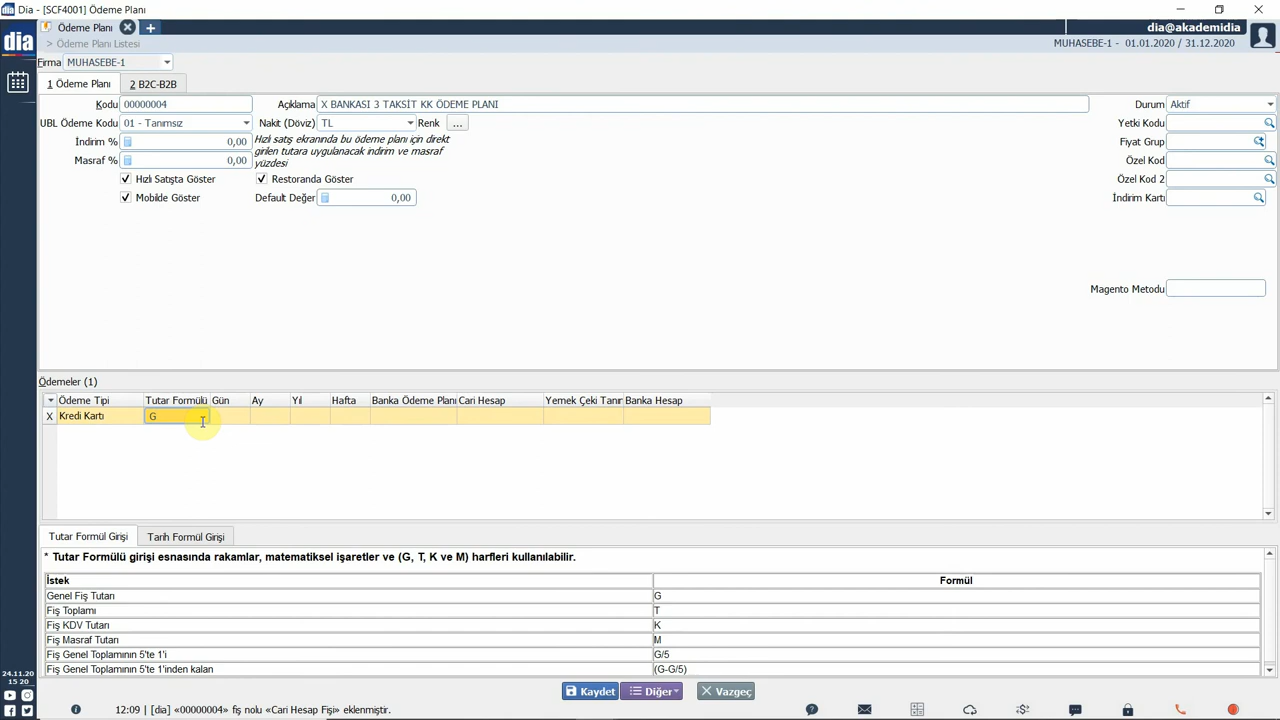 Dia - [SCF4001] Ödeme Planı
dia
Ödeme Planı
dia@akademidia
> Ödeme Planı Listesi
MUHASEBE-1 - 01.01.2020 / 31.12.2020
Firma MUHASEBE-1
1 Ödeme Planı 2 B2C-B2B
Kodu 00000004 Açıklama X BANKASI 3 TAKSİT KK ÖDEME PLANI Durum Aktif
UBL Ödeme Kodu 01 - Tanımsız Nakit (Döviz) TL Renk ... Yetki Kodu
İndirim % 0,00 Hızlı satış ekranında bu ödeme planı için direkt Fiyat Grup
girilen tutara uygulanacak indirim ve masraf
Masraf % 0,00 yüzdesi Özel Kod
Hızlı Satışta Göster Restoranda Göster Özel Kod 2
Mobilde Göster Default Değer 0,00 İndirim Kartı
Magento Metodu
Ödemeler (1)
Ödeme Tipi Tutar Formülü Gün Ay Yıl Hafta Banka Ödeme Planı Cari Hesap Yemek Çeki Tanım Banka Hesap
X Kredi Kartı G
Tutar Formül Girişi Tarih Formül Girişi
* Tutar Formülü girişi esnasında rakamlar, matematiksel işaretler ve (G, T, K ve M) harfleri kullanılabilir.
İstek Formül
Genel Fiş Tutarı G
Fiş Toplamı T
Fiş KDV Tutarı K
Fiş Masraf Tutarı M
Fiş Genel Toplamının 5'te 1'i G/5
Fiş Genel Toplamının 5'te 1'inden kalan (G-G/5)
24.11.20
15 20
Kaydet Diğer Vazgeç
12:09 | [dia] «00000004» fiş nolu «Cari Hesap Fişi» eklenmiştir.